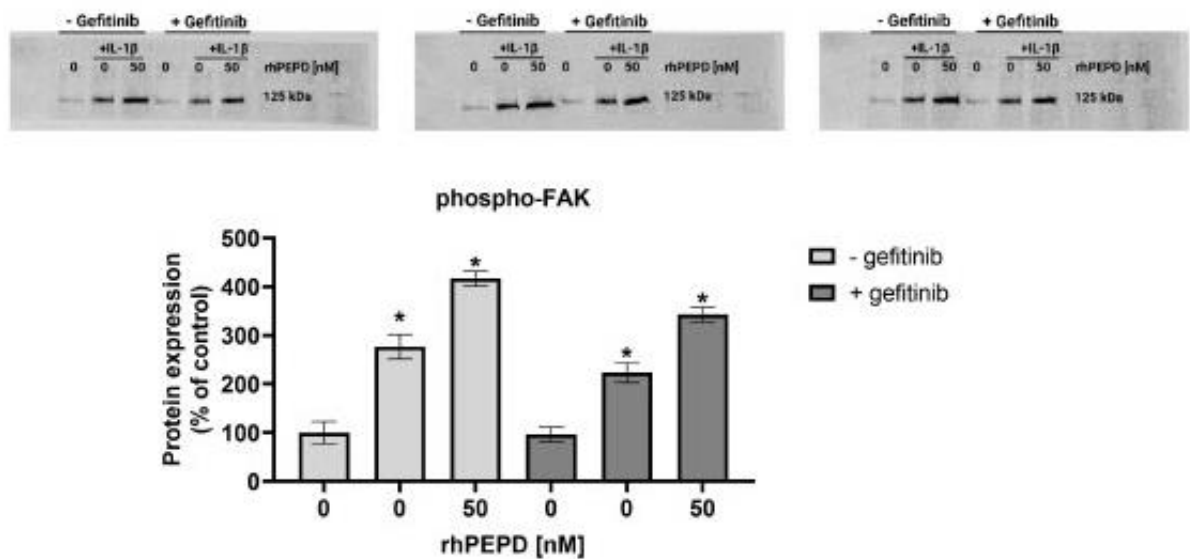 - Gefitinib + Gefitinib
+IL-1β +IL-1β
0 0 50 0 0 50 rhPEPD [nM]
125 kDa
- Gefitinib + Gefitinib
+IL-1β +IL-1β
0 0 50 0 0 50 rhPEPD [nM]
125 kDa
- Gefitinib + Gefitinib
+IL-1β +IL-1β
0 0 50 0 0 50 rhPEPD [nM]
125 kDa
phospho-FAK
Protein expression
(% of control)
500
400
300
200
100
0
* * * *
0 0 50 0 0 50
rhPEPD [nM]
- gefitinib
+ gefitinib